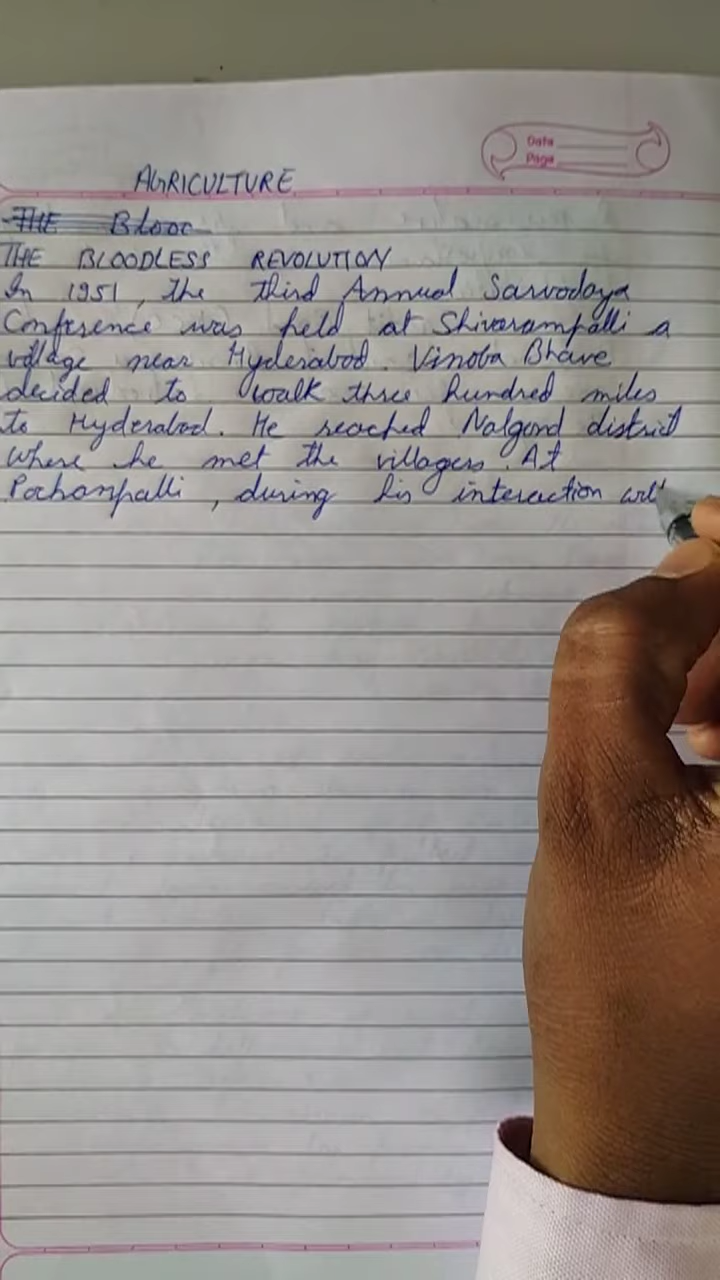 Date
Page
AGRICULTURE
THE Bloo
THE BLOODLESS REVOLUTION
In 1951, the third Annual Sarvodaya
Conference was held at Shivarampalli a
village near Hyderabad. Vinoba Bhave
decided to walk three hundred miles
to Hyderabad. He reached Nalgond district
where he met the villagers. At
Pochampalli, during his interaction